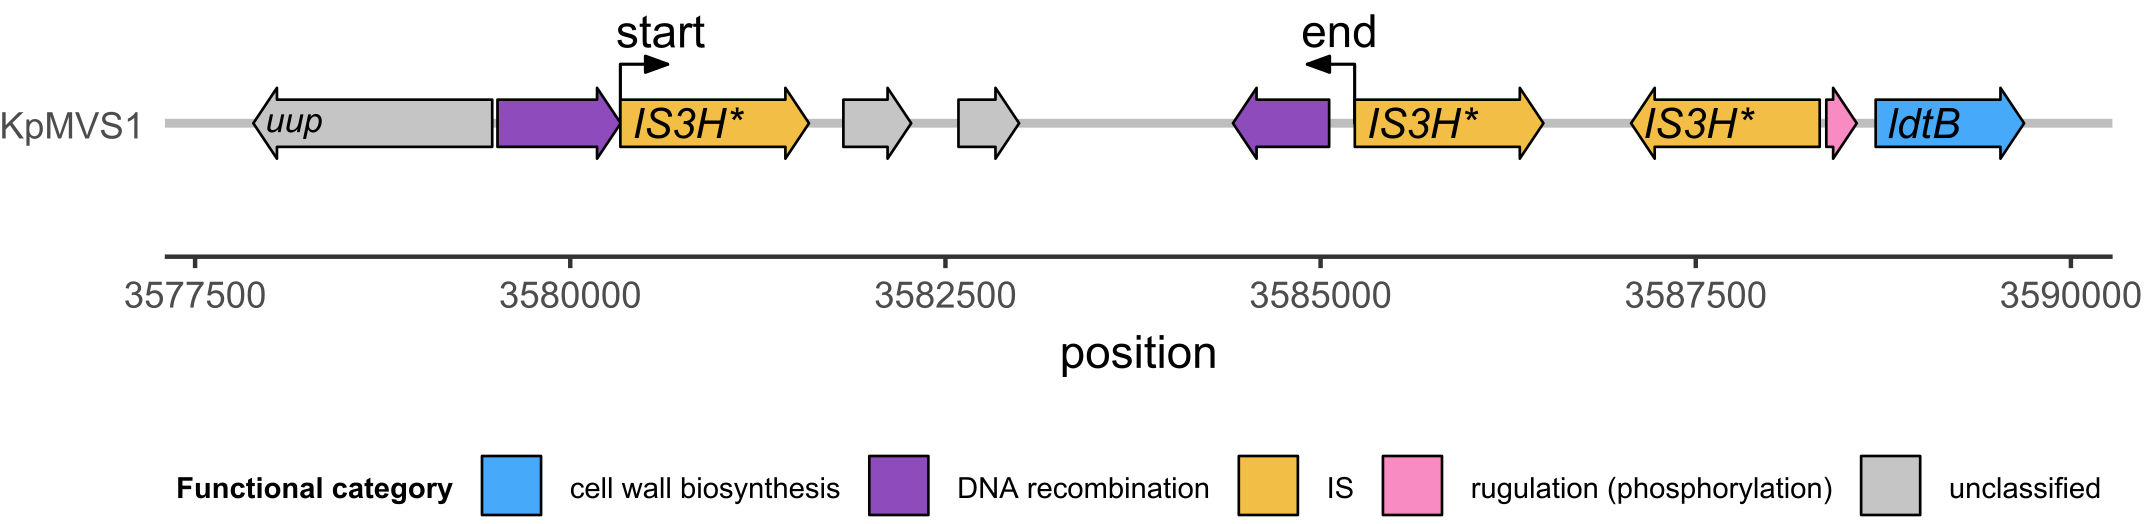 start
end
KpMVS1
uup
IS3H*
IS3H*
IS3H*
ldtB
3577500
3580000
3582500
3585000
3587500
3590000
position
Functional category
cell wall biosynthesis
DNA recombination
IS
rugulation (phosphorylation)
unclassified